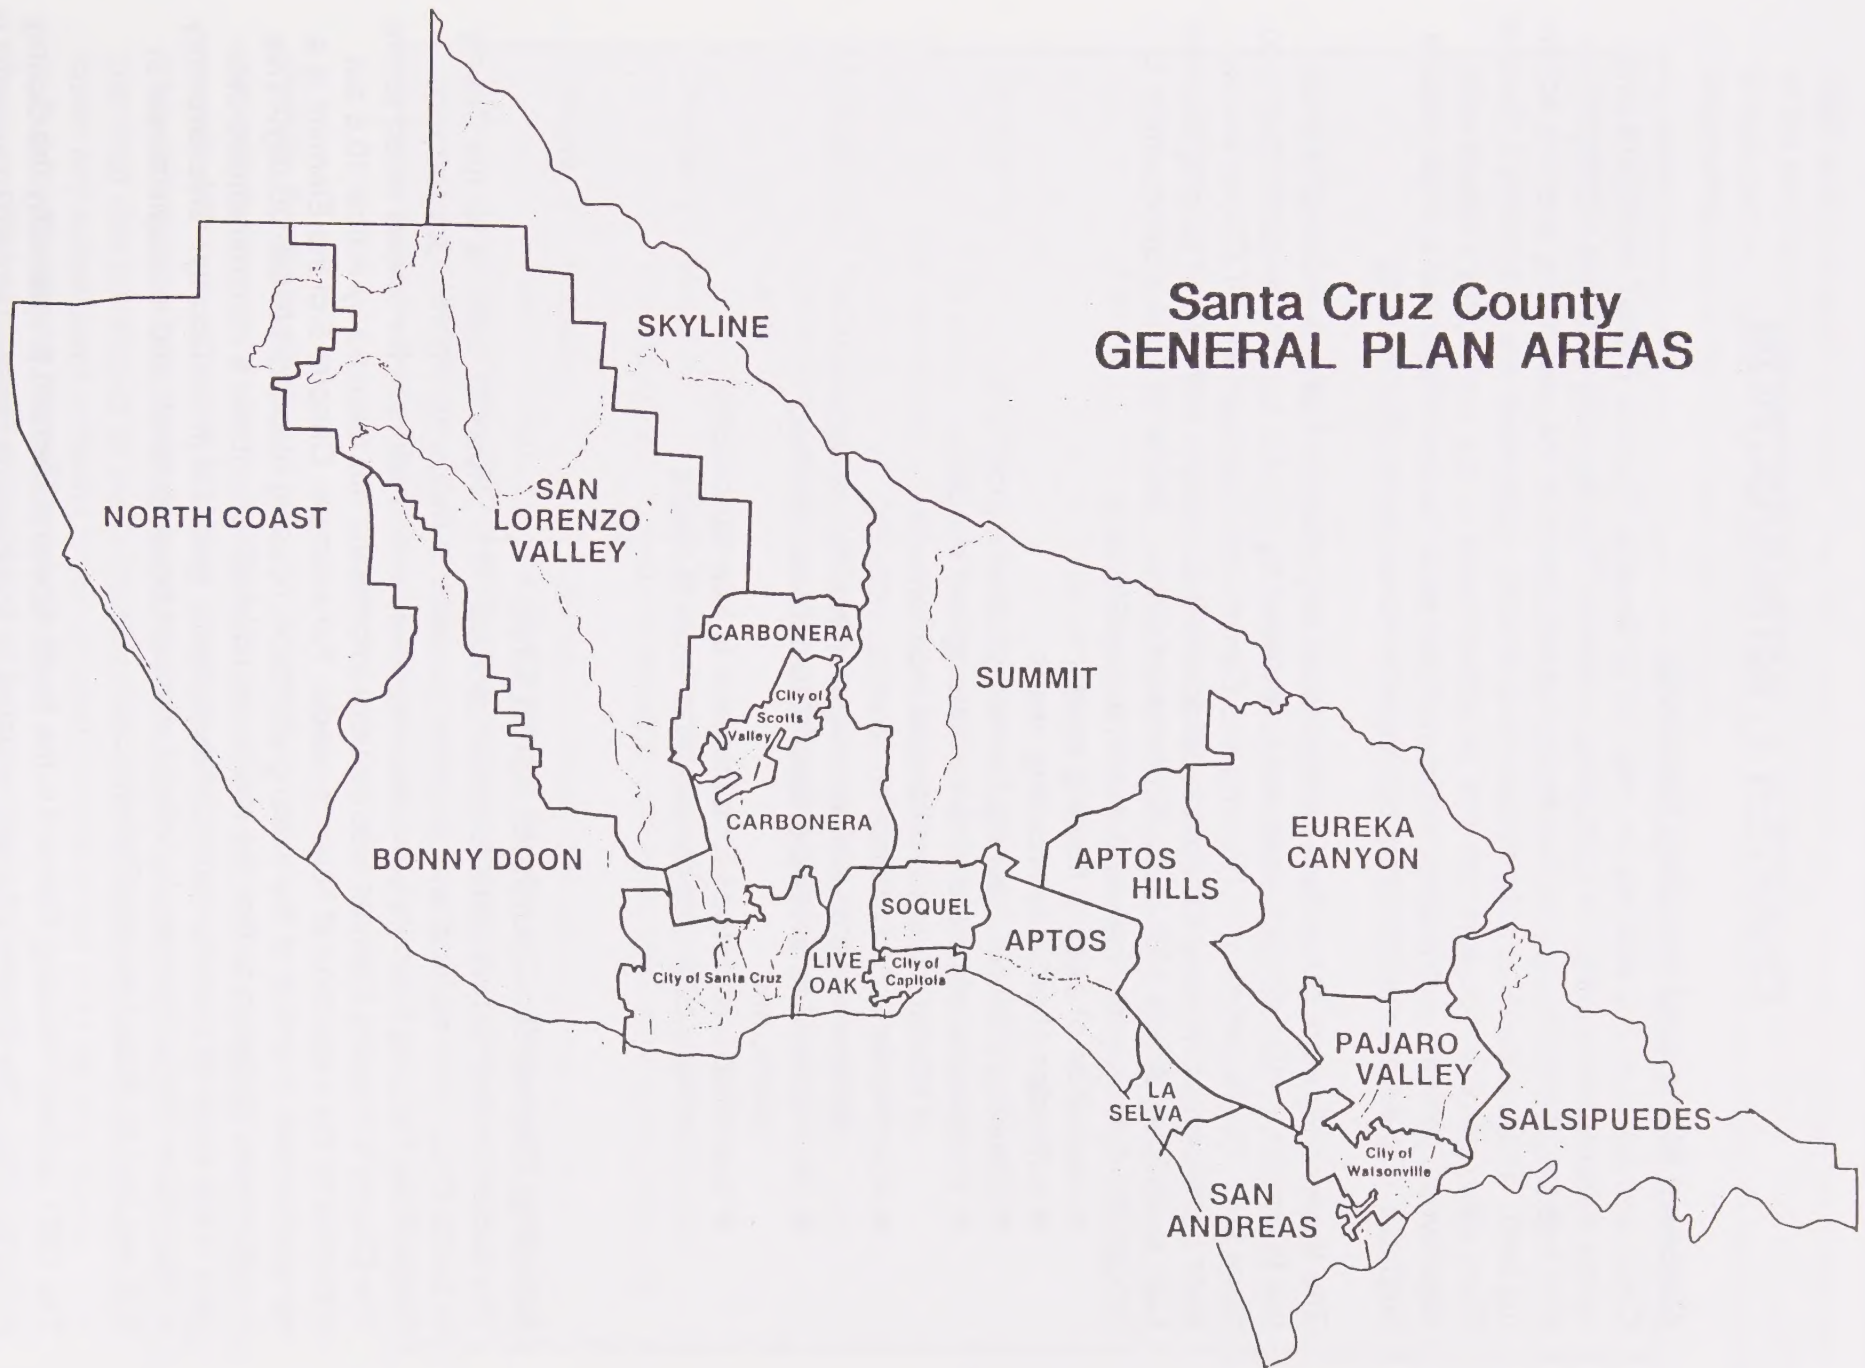 Santa Cruz County
GENERAL PLAN AREAS
SKYLINE
NORTH COAST
SAN
LORENZO
VALLEY
CARBONERA
City of
Scotts
Valley
SUMMIT
CARBONERA
BONNY DOON
EUREKA
CANYON
APTOS
HILLS
SOQUEL
APTOS
LIVE
OAK
City of
Capitola
City of Santa Cruz
PAJARO
VALLEY
LA
SELVA
SALSIPUEDES
City of
Watsonville
SAN
ANDREAS